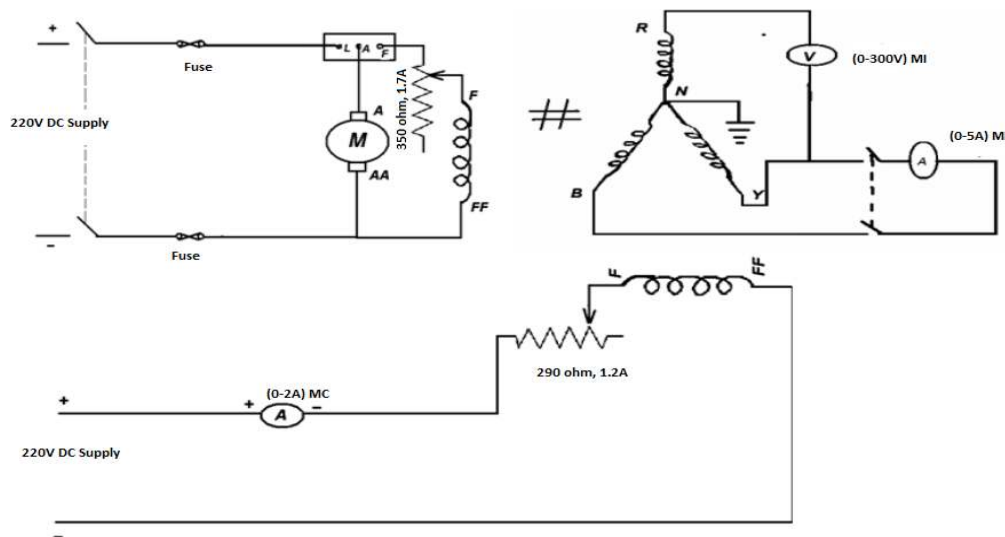 +
Fuse
L A F
350 ohm, 1.7A
F
A
M
AA
FF
220V DC Supply
−
Fuse
R
V
(0-300V) MI
N
(0-5A) MI
A
B
Y
F
FF
290 ohm, 1.2A
(0-2A) MC
+
+
A
−
220V DC Supply
−